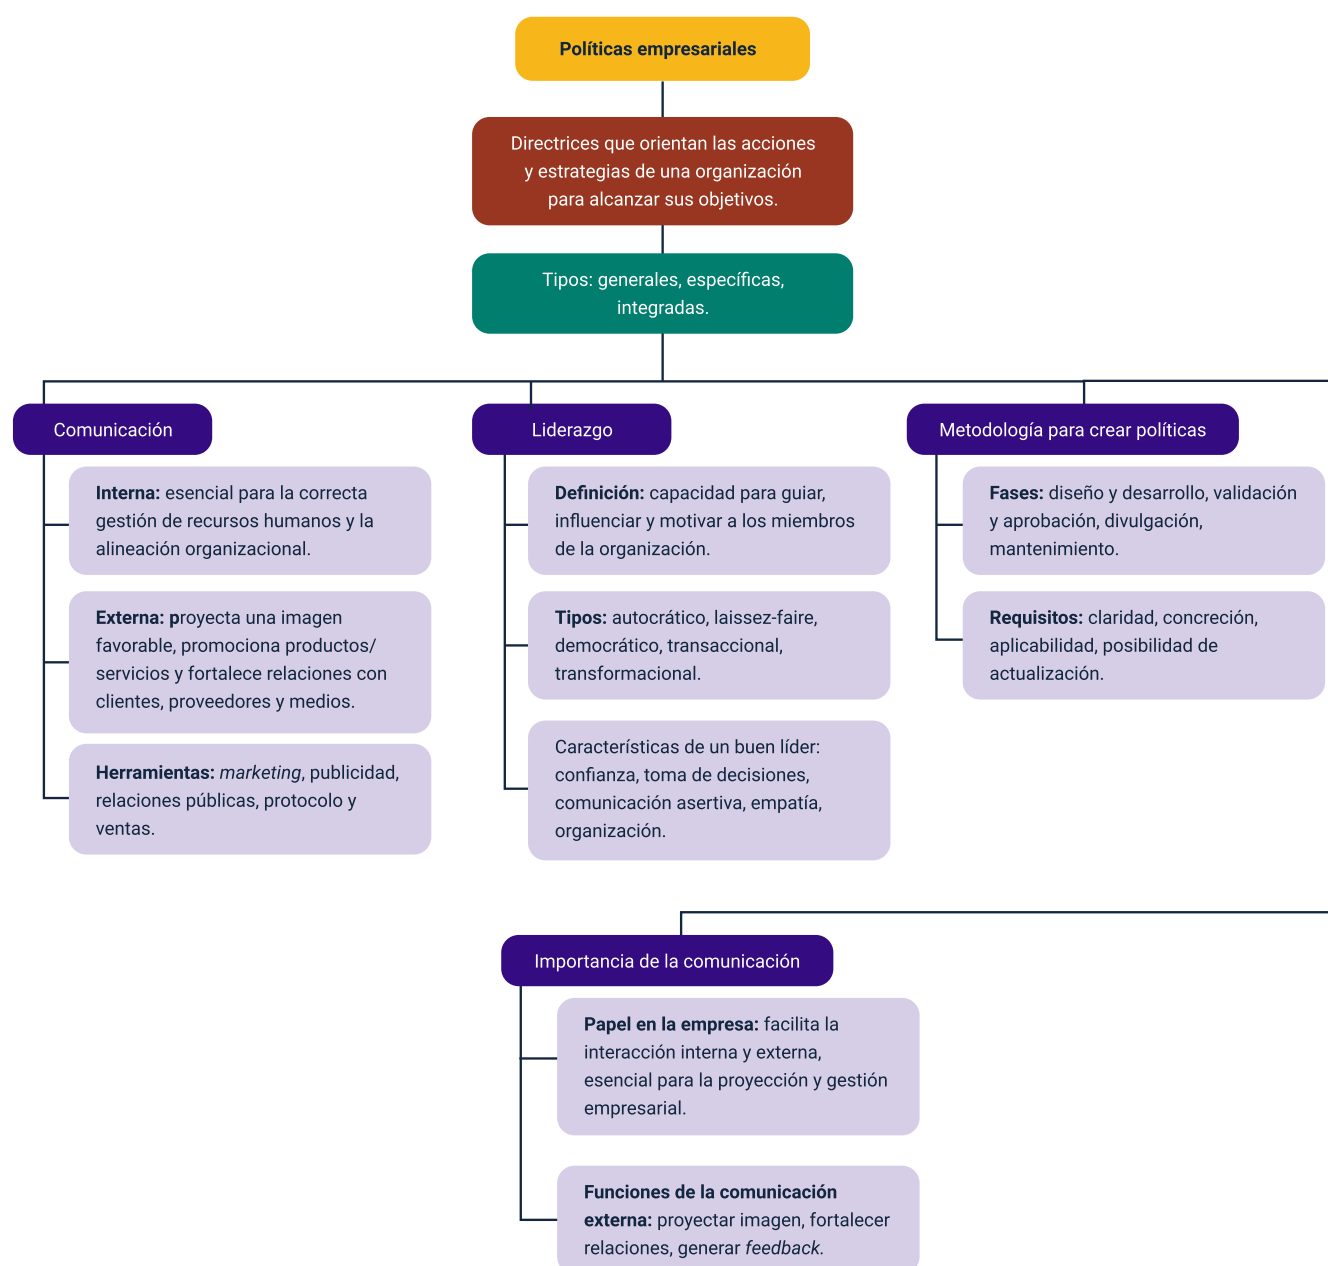 Políticas empresariales
Directrices que orientan las acciones
y estrategias de una organización
para alcanzar sus objetivos.
Tipos: generales, específicas,
integradas.
Comunicación
Interna: esencial para la correcta
gestión de recursos humanos y la
alineación organizacional.
Externa: proyecta una imagen
favorable, promociona productos/
servicios y fortalece relaciones con
clientes, proveedores y medios.
Herramientas: marketing, publicidad,
relaciones públicas, protocolo y
ventas.
Liderazgo
Definición: capacidad para guiar,
influenciar y motivar a los miembros
de la organización.
Tipos: autocrático, laissez-faire,
democrático, transaccional,
transformacional.
Características de un buen líder:
confianza, toma de decisiones,
comunicación asertiva, empatía,
organización.
Metodología para crear políticas
Fases: diseño y desarrollo, validación
y aprobación, divulgación,
mantenimiento.
Requisitos: claridad, concreción,
aplicabilidad, posibilidad de
actualización.
Importancia de la comunicación
Papel en la empresa: facilita la
interacción interna y externa,
esencial para la proyección y gestión
empresarial.
Funciones de la comunicación
externa: proyectar imagen, fortalecer
relaciones, generar feedback.